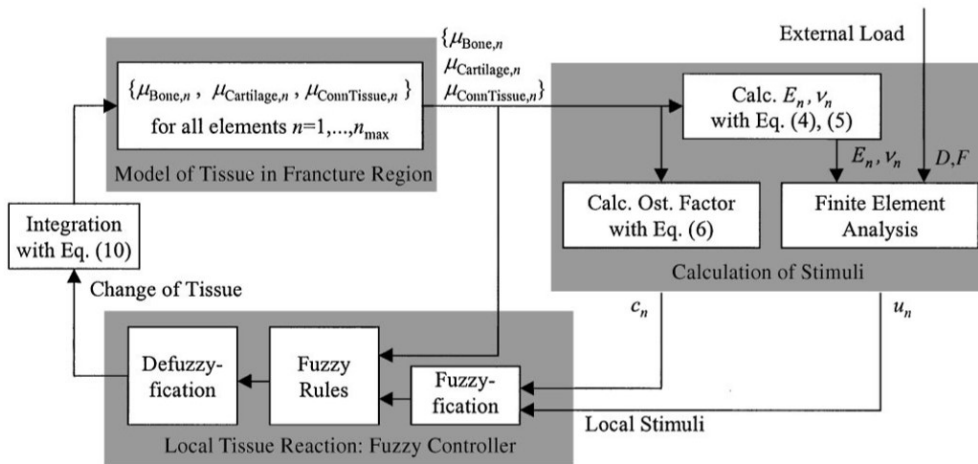 {μBone,n , μCartilage,n , μConnTissue,n }
for all elements n=1,...,nmax
Model of Tissue in Francture Region
{μBone,n
μCartilage,n
μConnTissue,n}
External Load
Calc. En, νn
with Eq. (4), (5)
En, νn
D,F
Calc. Ost. Factor
with Eq. (6)
Finite Element
Analysis
Calculation of Stimuli
Integration
with Eq. (10)
Change of Tissue
cn
un
Defuzzy-
fication
Fuzzy
Rules
Fuzzy-
fication
Local Stimuli
Local Tissue Reaction: Fuzzy Controller